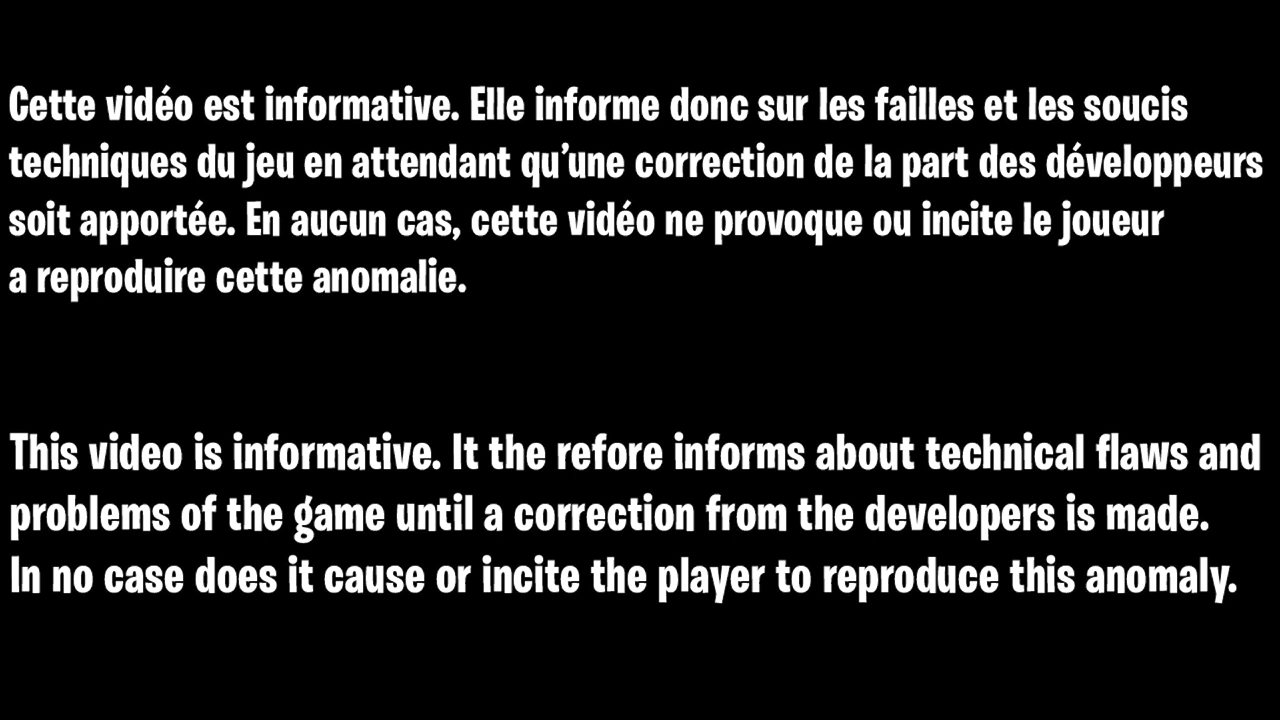 Cette vidéo est informative. Elle informe donc sur les failles et les soucis
techniques du jeu en attendant qu'une correction de la part des développeurs
soit apportée. En aucun cas, cette vidéo ne provoque ou incite le joueur
a reproduire cette anomalie.
This video is informative. It the refore informs about technical flaws and
problems of the game until a correction from the developers is made.
In no case does it cause or incite the player to reproduce this anomaly.